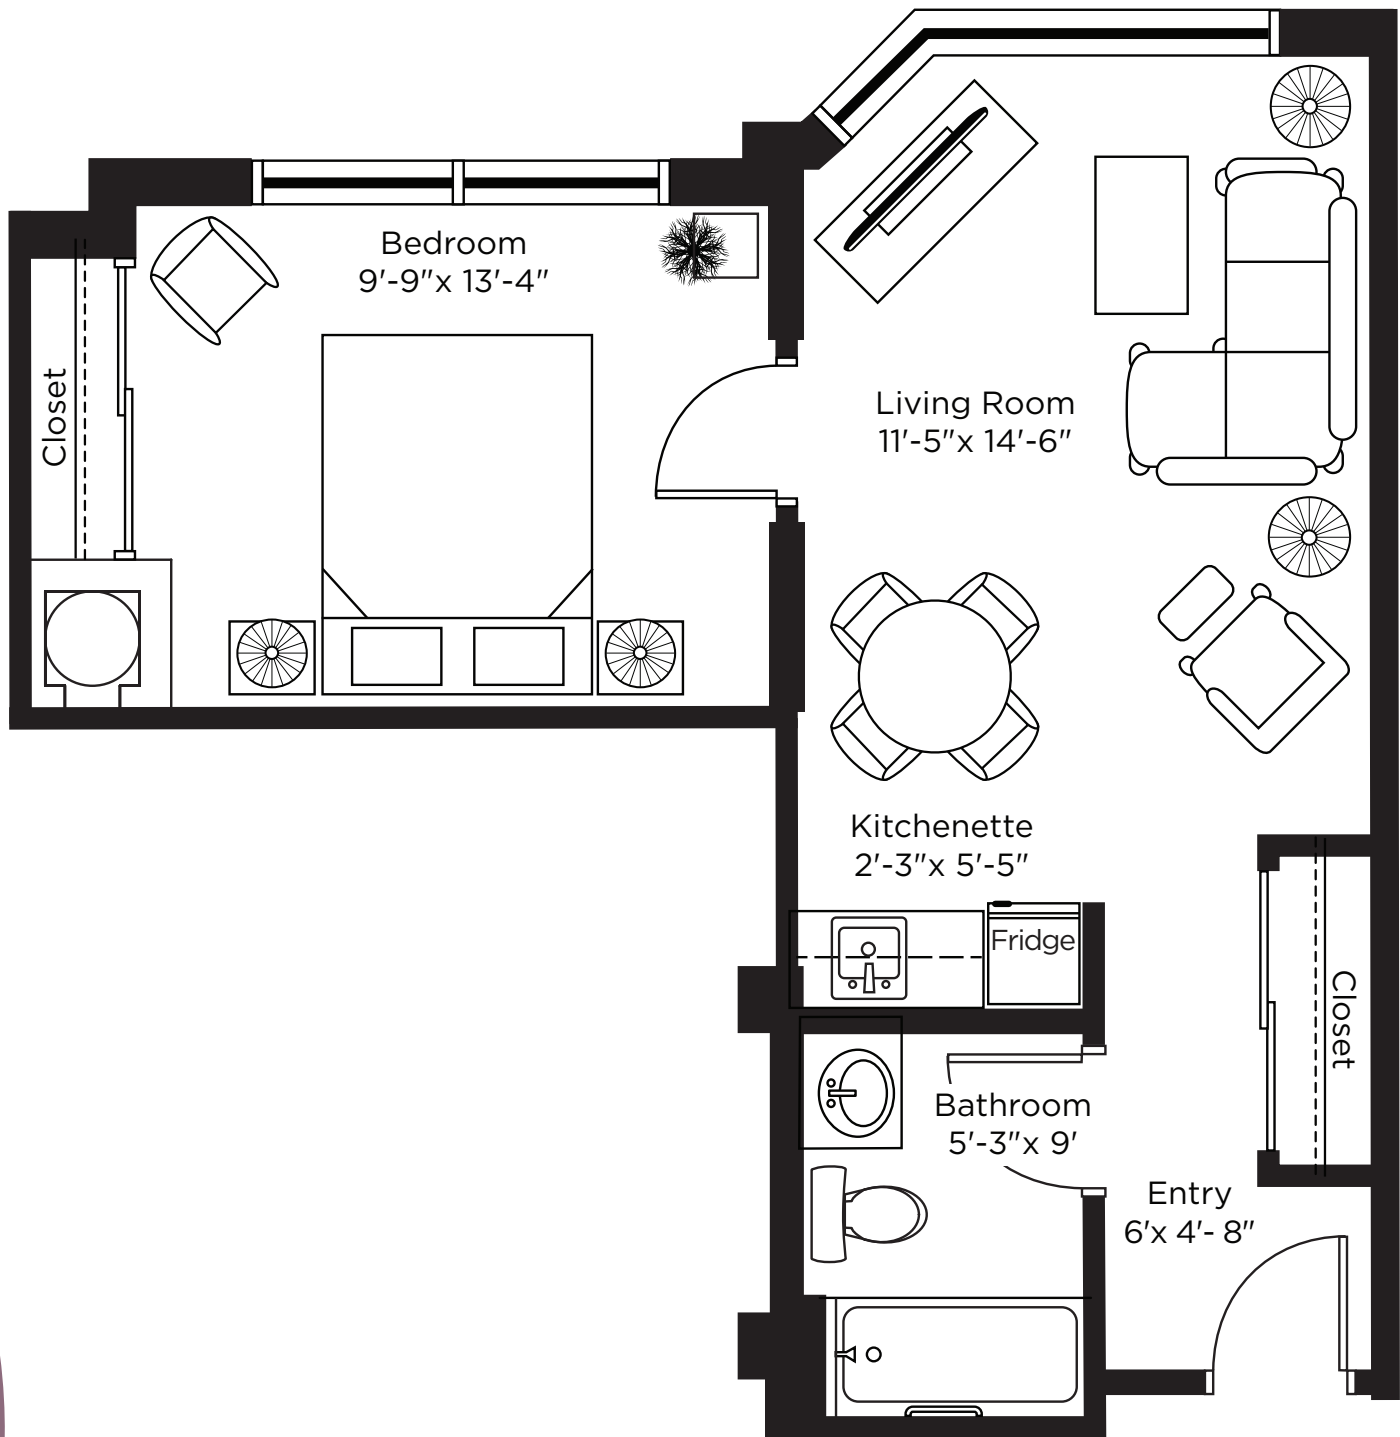 Bedroom
9'-9"x 13'-4"
Closet
Living Room
11'-5"x 14'-6"
Kitchenette
2'-3"x 5'-5"
Fridge
Closet
Bathroom
5'-3"x 9'
Entry
6'x 4'- 8"